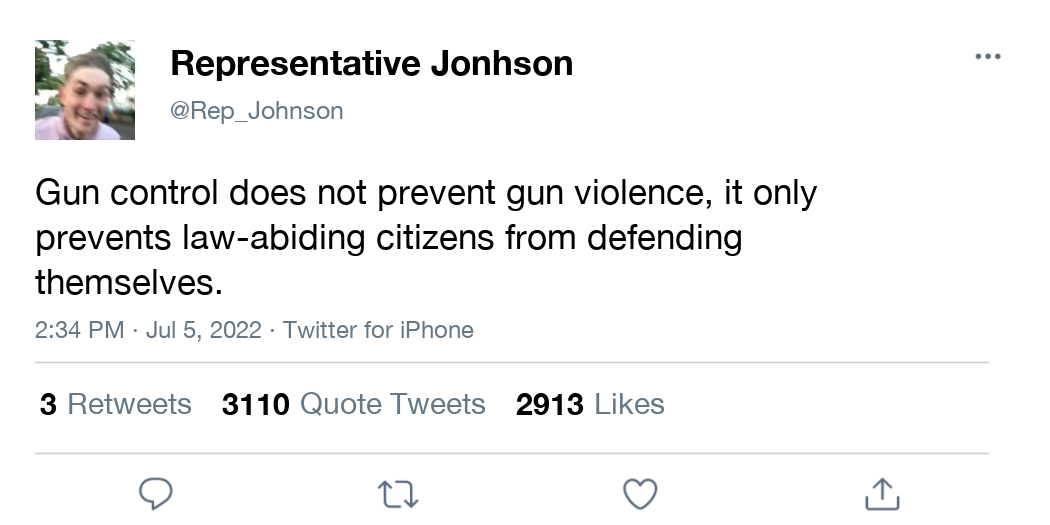 Representative Jonhson
@Rep_Johnson
Gun control does not prevent gun violence, it only
prevents law-abiding citizens from defending
themselves.
2:34 PM · Jul 5, 2022 · Twitter for iPhone
3 Retweets 3110 Quote Tweets 2913 Likes